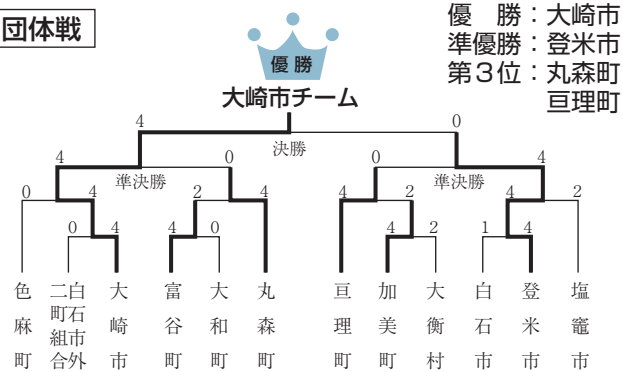 団体戦
優勝
大崎市チーム
優　勝：大崎市
準優勝：登米市
第３位：丸森町
亘理町
4 0
決勝
4 0 0 4
準決勝 準決勝
0 4 2 4 4 2 4 2
0 4 4 0 4 2 1 4
色麻町
白石市外
二町組合
大崎市
富谷町
大和町
丸森町
亘理町
加美町
大衡村
白石市
登米市
塩竈市